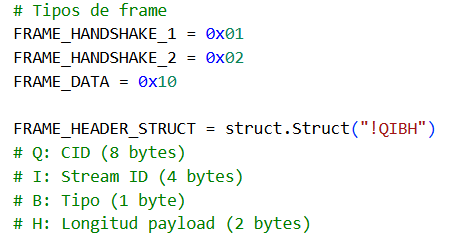 # Tipos de frame
FRAME_HANDSHAKE_1 = 0x01
FRAME_HANDSHAKE_2 = 0x02
FRAME_DATA = 0x10
FRAME_HEADER_STRUCT = struct.Struct("!QIBH")
# Q: CID (8 bytes)
# I: Stream ID (4 bytes)
# B: Tipo (1 byte)
# H: Longitud payload (2 bytes)